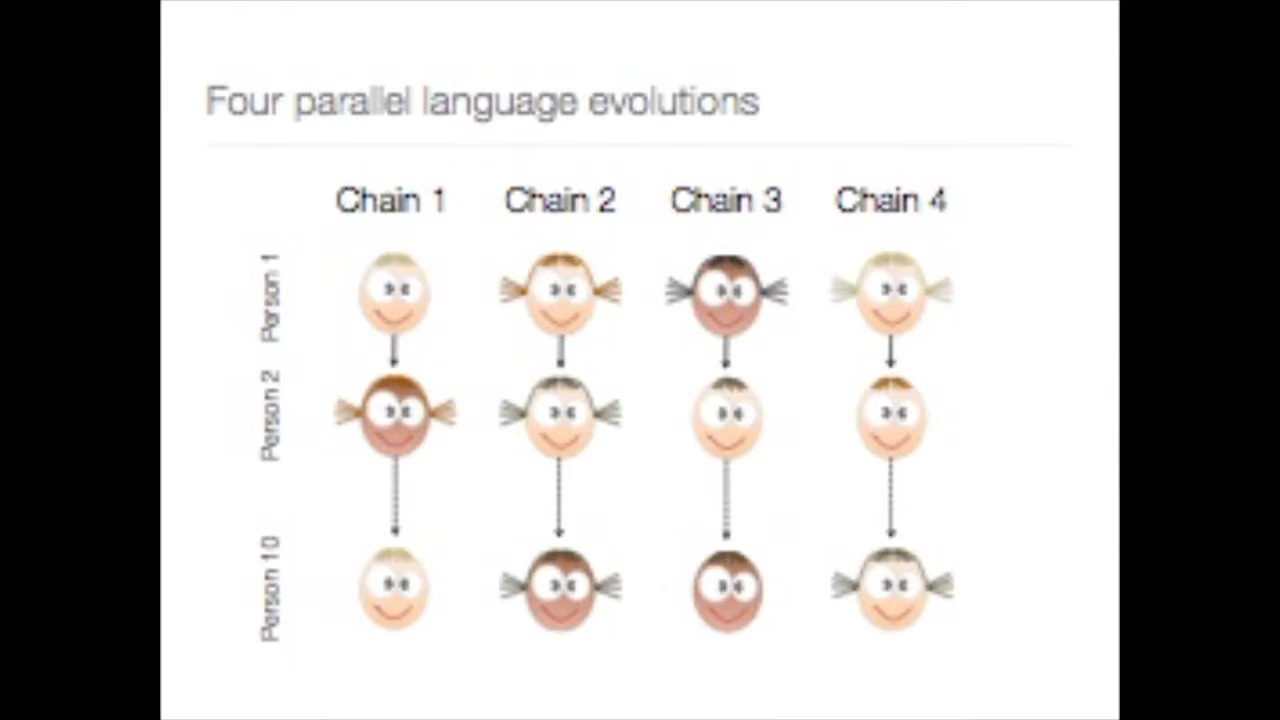 Four parallel language evolutions
Chain 1 Chain 2 Chain 3 Chain 4
Person 1
Person 2
Person 10